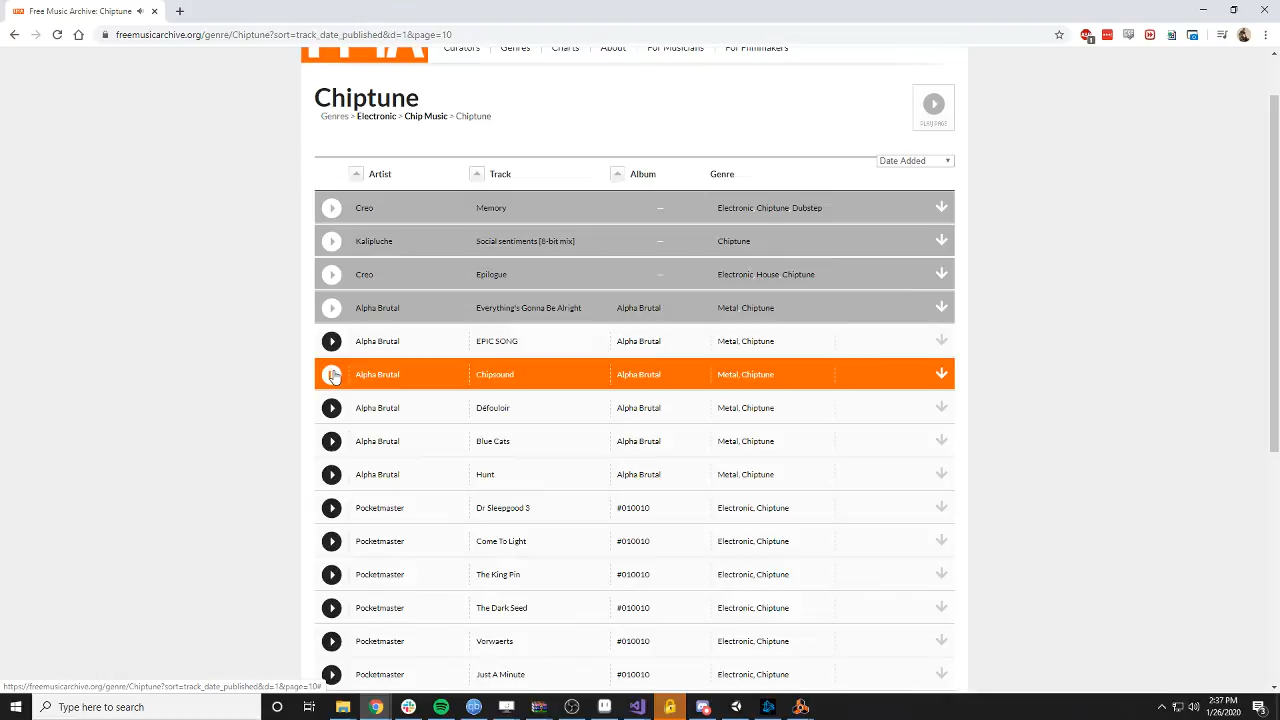 Free Music Archive: Chiptune
freemusicarchive.org/genre/Chiptune?sort=track_date_published&d=1&page=10
1
FMA
Curators Genres Charts About For Musicians For Filmmakers
Chiptune
Genres > Electronic > Chip Music > Chiptune
PLAY PAGE
Date Added
Artist Track Album Genre
Creo Memory — Electronic Chiptune Dubstep
Kalipluche Social sentiments [8-bit mix] — Chiptune
Creo Epilogue — Electronic House Chiptune
Alpha Brutal Everything's Gonna Be Alright Alpha Brutal Metal Chiptune
Alpha Brutal EPIC SONG Alpha Brutal Metal, Chiptune
Alpha Brutal Chipsound Alpha Brutal Metal, Chiptune
Alpha Brutal Défouloir Alpha Brutal Metal, Chiptune
Alpha Brutal Blue Cats Alpha Brutal Metal, Chiptune
Alpha Brutal Hunt Alpha Brutal Metal, Chiptune
Pocketmaster Dr Sleepgood 3 #010010 Electronic, Chiptune
Pocketmaster Come To Light #010010 Electronic, Chiptune
Pocketmaster The King Pin #010010 Electronic, Chiptune
Pocketmaster The Dark Seed #010010 Electronic, Chiptune
Pocketmaster Vorwaerts #010010 Electronic, Chiptune
Pocketmaster Just A Minute #010010 Electronic, Chiptune
https://freemusicarchive.org/genre/Chiptune?sort=track_date_published&d=1&page=10#
Type here to search
2:37 PM
1/26/2020